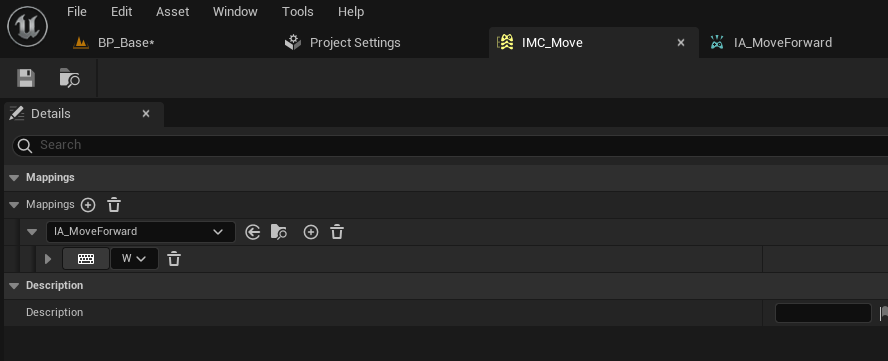 File Edit Asset Window Tools Help
BP_Base* Project Settings IMC_Move IA_MoveForward
Details
Search
Mappings
Mappings
IA_MoveForward
W
Description
Description